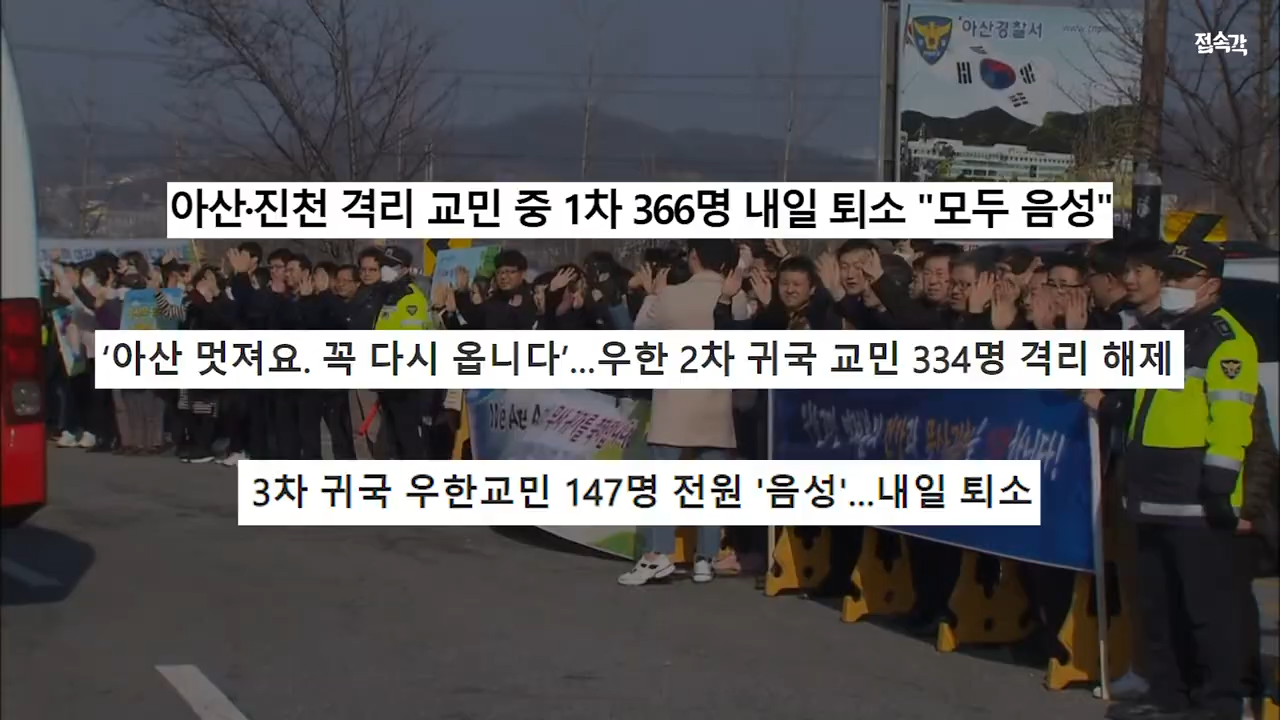 접속각
아산경찰서
아산·진천 격리 교민 중 1차 366명 내일 퇴소 "모두 음성"
‘아산 멋져요. 꼭 다시 옵니다’...우한 2차 귀국 교민 334명 격리 해제
We Are
3차 귀국 우한교민 147명 전원 '음성'...내일 퇴소